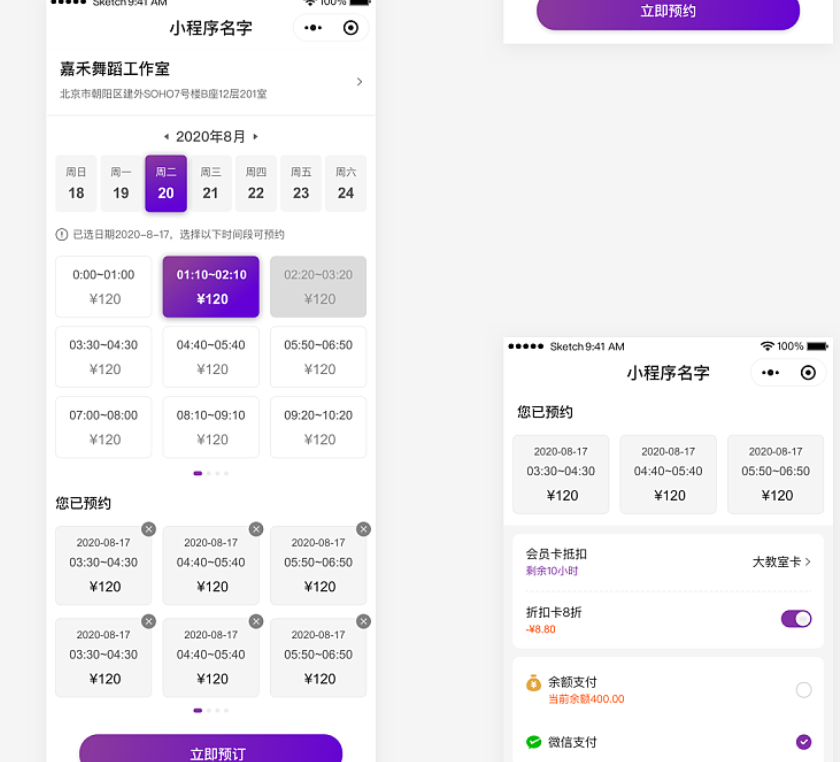 Sketch 9:41 AM 100%
小程序名字
嘉禾舞蹈工作室
北京市朝阳区建外SOHO7号楼B座12层201室
2020年8月
周日 周一 周二 周三 周四 周五 周六
18 19 20 21 22 23 24
已选日期2020-8-17，选择以下时间段可预约
0:00~01:00 01:10~02:10 02:20~03:20
¥120 ¥120 ¥120
03:30~04:30 04:40~05:40 05:50~06:50
¥120 ¥120 ¥120
07:00~08:00 08:10~09:10 09:20~10:20
¥120 ¥120 ¥120
您已预约
2020-08-17 2020-08-17 2020-08-17
03:30~04:30 04:40~05:40 05:50~06:50
¥120 ¥120 ¥120
2020-08-17 2020-08-17 2020-08-17
03:30~04:30 04:40~05:40 05:50~06:50
¥120 ¥120 ¥120
立即预订
立即预约
Sketch 9:41 AM 100%
小程序名字
您已预约
2020-08-17 2020-08-17 2020-08-17
03:30~04:30 04:40~05:40 05:50~06:50
¥120 ¥120 ¥120
会员卡抵扣 大教室卡
剩余10小时
折扣卡8折
-¥8.80
余额支付
当前余额400.00
微信支付